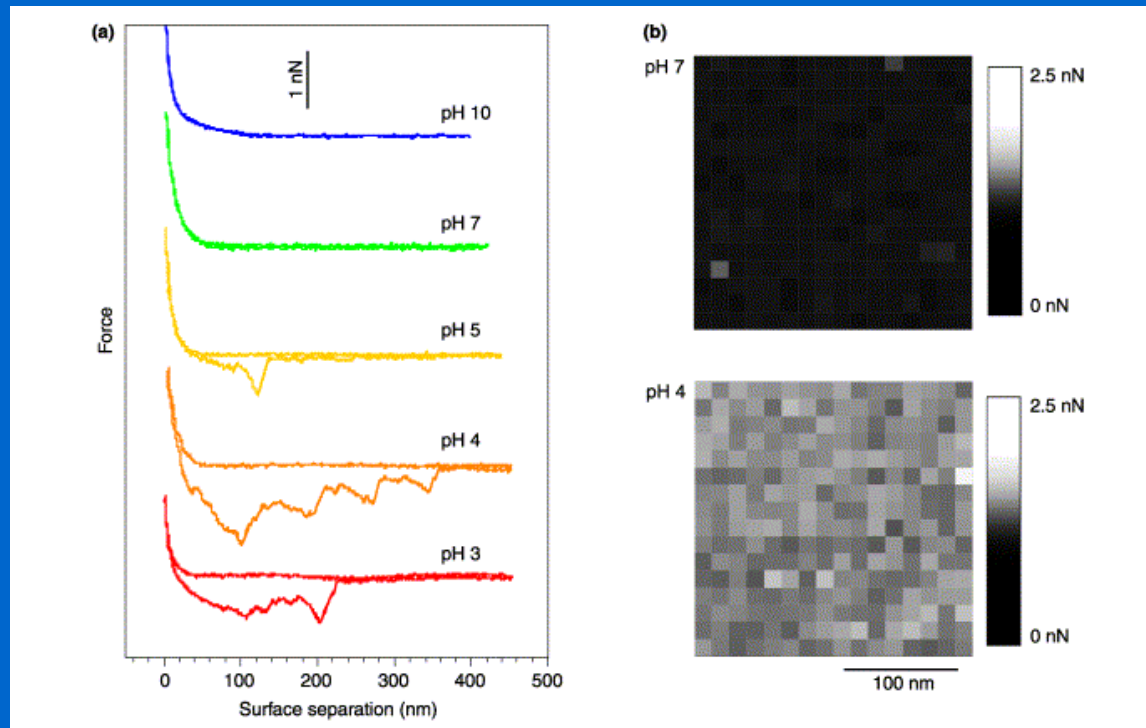 (a)
1 nN
pH 10
pH 7
pH 5
pH 4
pH 3
Force
0 100 200 300 400 500
Surface separation (nm)
(b)
pH 7
2.5 nN
0 nN
pH 4
2.5 nN
0 nN
100 nm